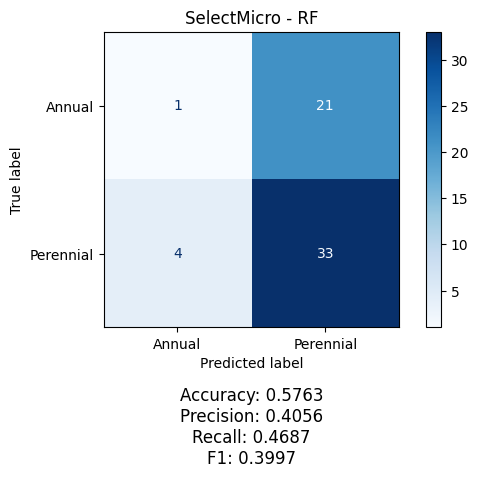 SelectMicro - RF
True label
Annual
1
21
Perennial
4
33
Annual
Perennial
Predicted label
30
25
20
15
10
5
Accuracy: 0.5763
Precision: 0.4056
Recall: 0.4687
F1: 0.3997